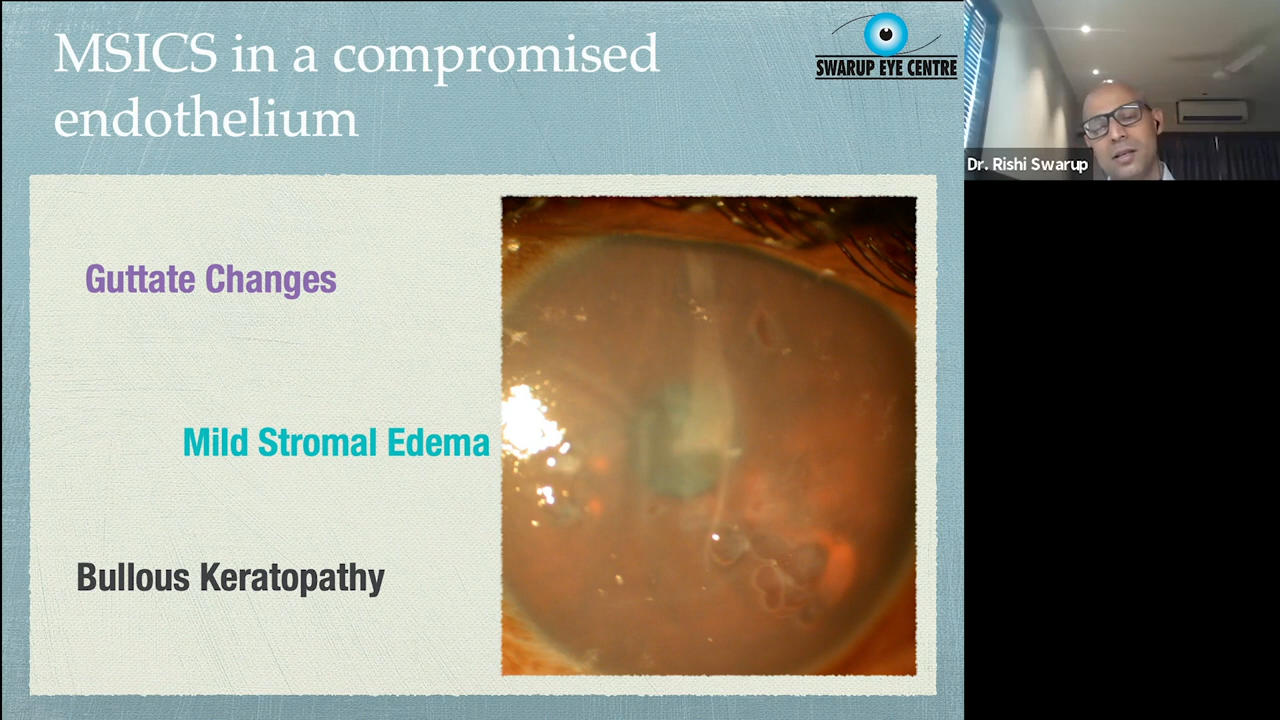 MSICS in a compromised
endothelium
SWARUP EYE CENTRE
Dr. Rishi Swarup
Guttate Changes
Mild Stromal Edema
Bullous Keratopathy